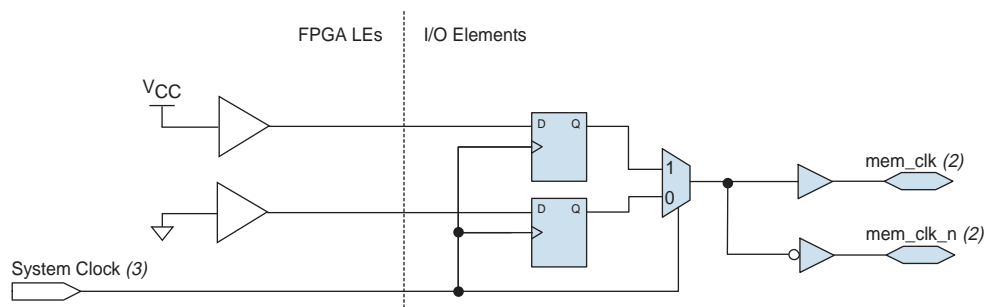 FPGA LEs
I/O Elements
VCC
D Q
1
mem_clk (2)
0
D Q
mem_clk_n (2)
System Clock (3)